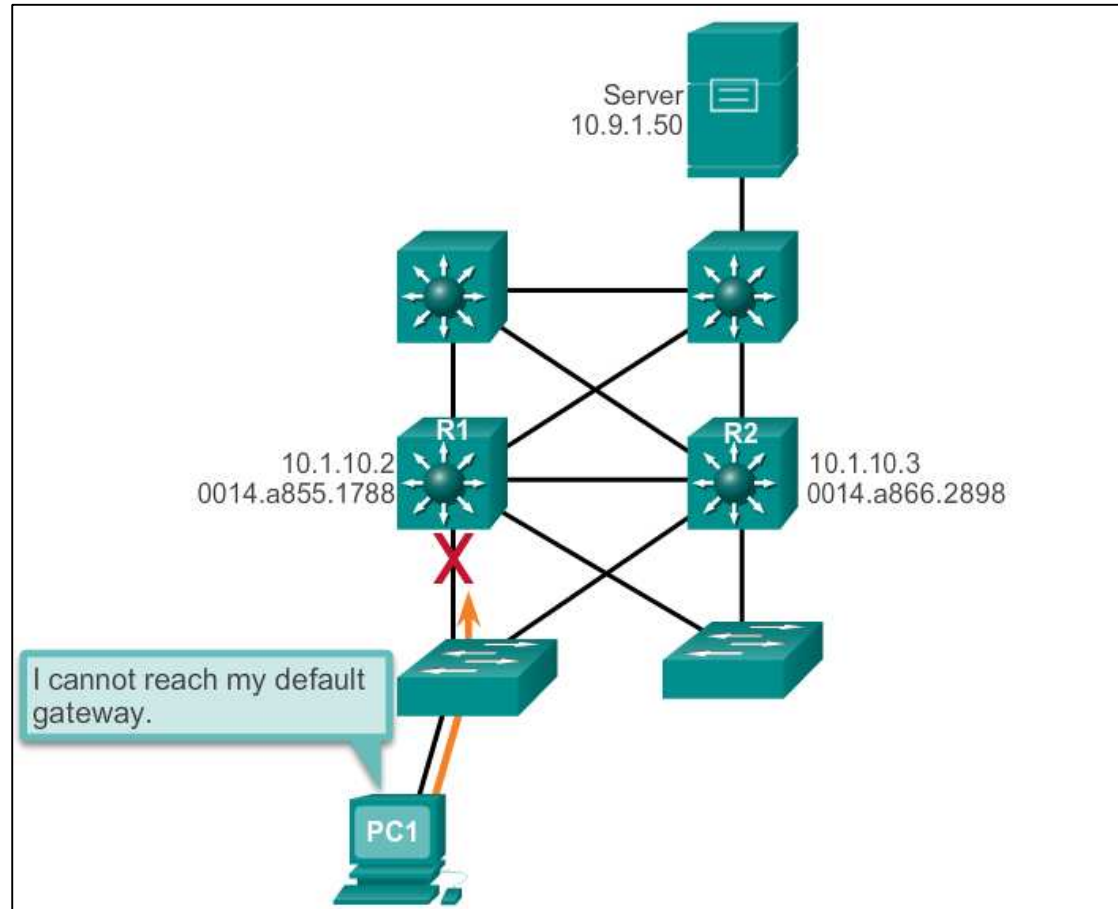 Server
10.9.1.50
R1
R2
10.1.10.2
0014.a855.1788
10.1.10.3
0014.a866.2898
X
I cannot reach my default
gateway.
PC1